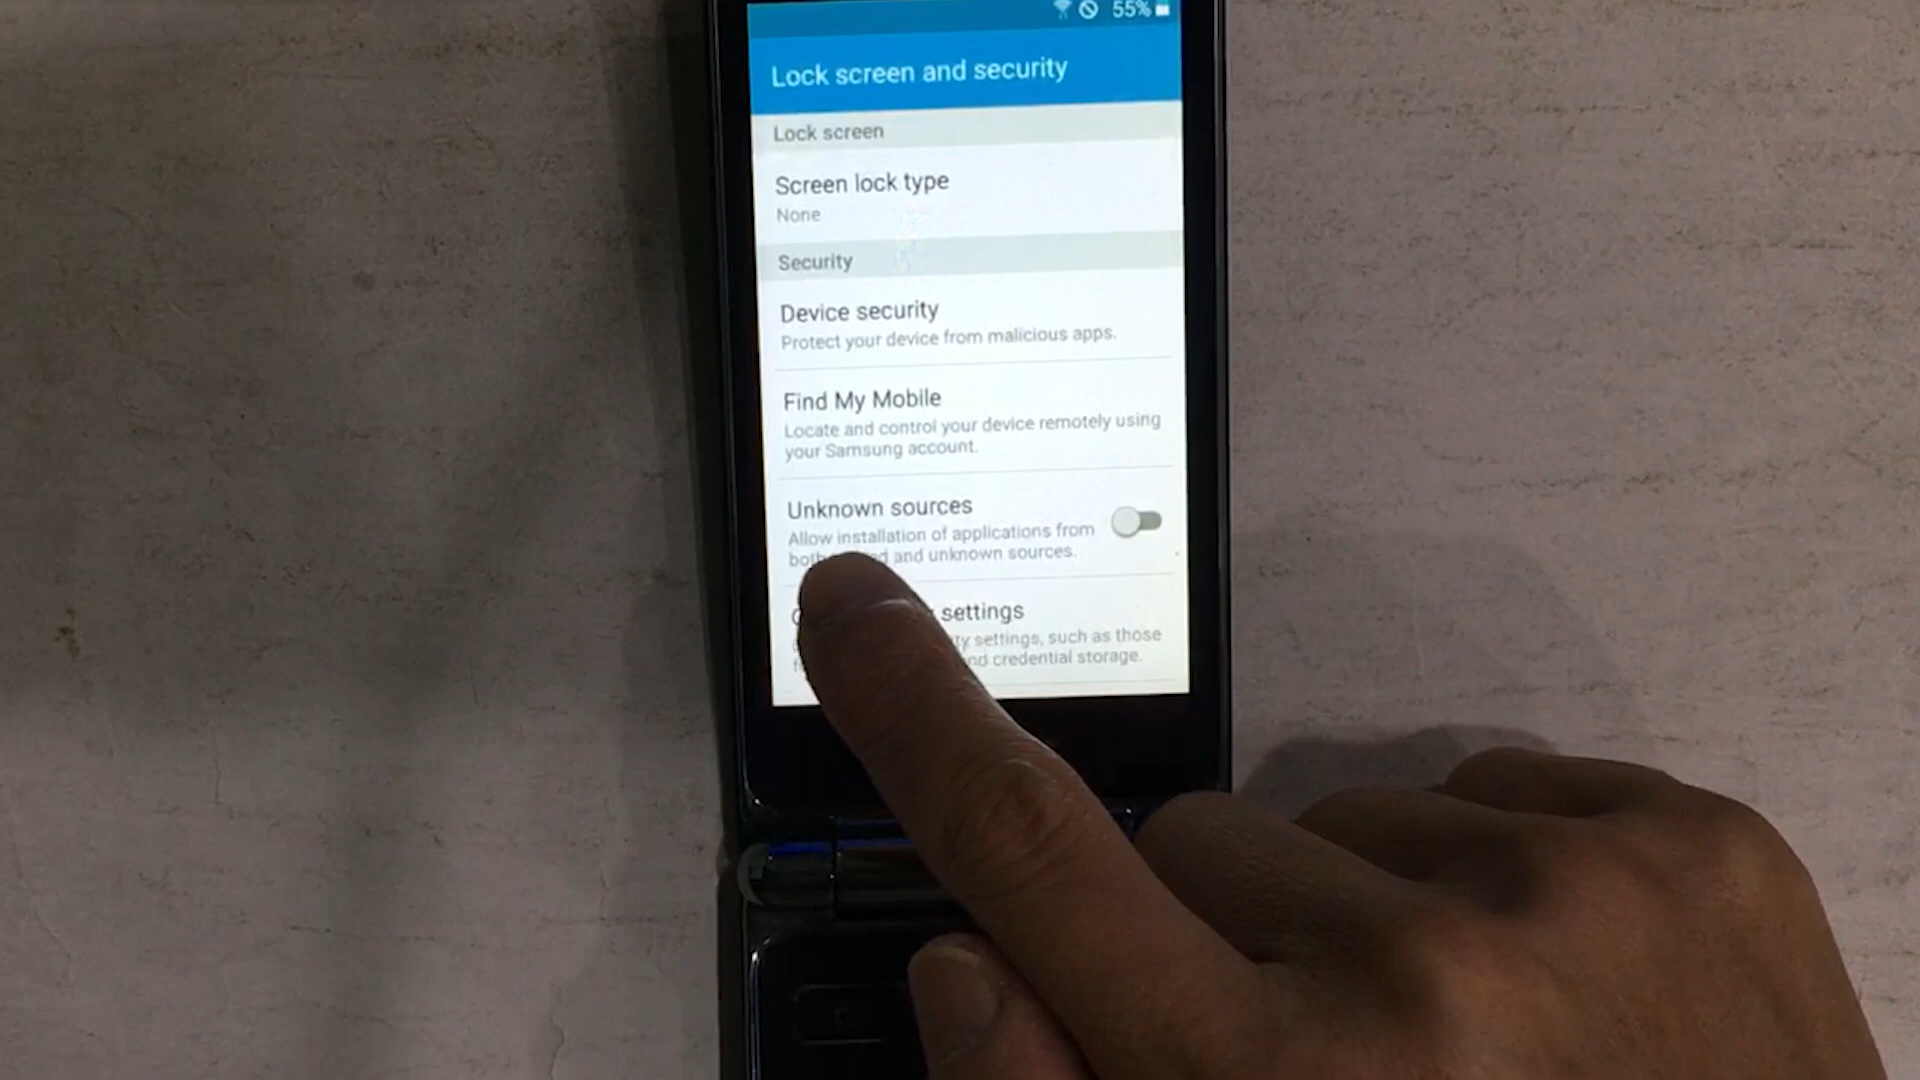 55%
Lock screen and security
Lock screen
Screen lock type
None
Security
Device security
Protect your device from malicious apps.
Find My Mobile
Locate and control your device remotely using
your Samsung account.
Unknown sources
Allow installation of applications from
both and unknown sources.
settings
settings, such as those
credential storage.